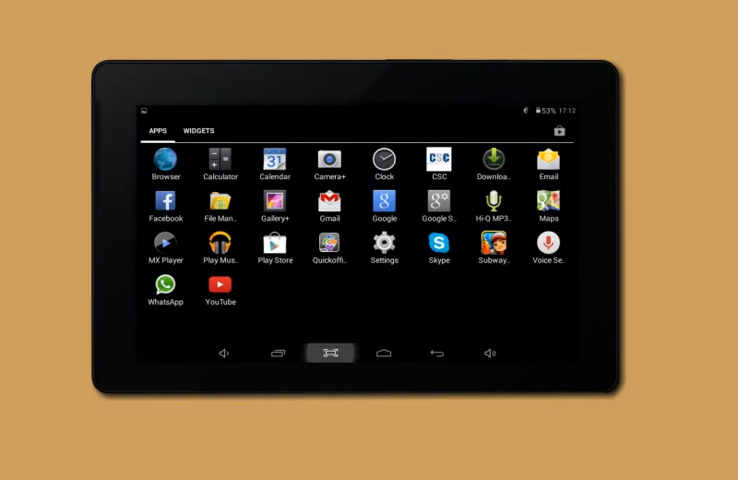 53% 17:12
APPS WIDGETS
31 CSC
Browser Calculator Calendar Camera+ Clock CSC Downloa.. Email
Facebook File Man.. Gallery+ Gmail Google Google S.. Hi-Q MP3.. Maps
MX Player Play Mus.. Play Store Quickoffi.. Settings Skype Subway.. Voice Se..
WhatsApp YouTube